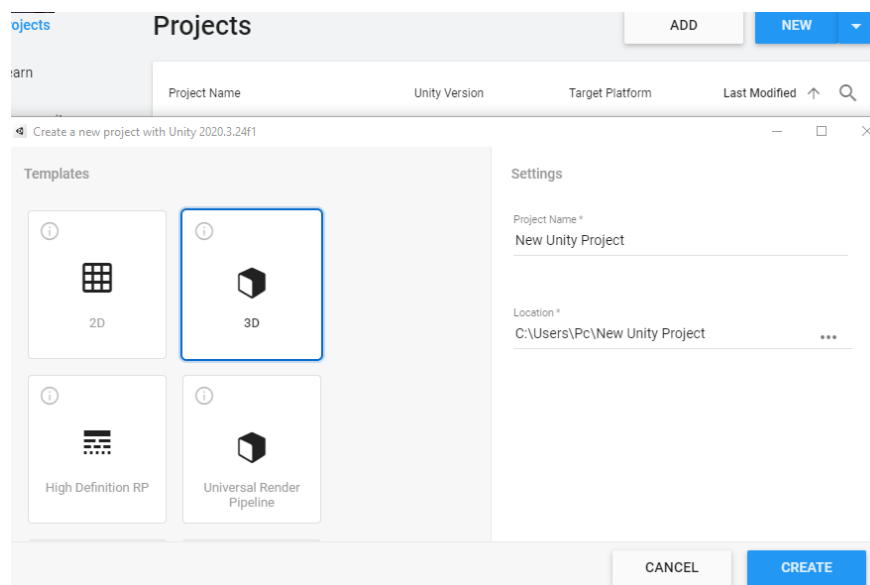 ojects
Projects
ADD
NEW
arn
Project Name
Unity Version
Target Platform
Last Modified
Create a new project with Unity 2020.3.24f1
Templates
Settings
2D
3D
Project Name *
New Unity Project
Location *
C:\Users\Pc\New Unity Project
High Definition RP
Universal Render
Pipeline
CANCEL
CREATE